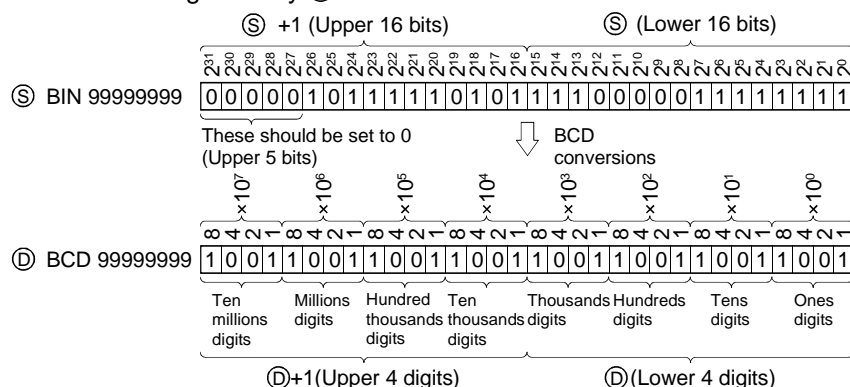 Ⓢ +1 (Upper 16 bits) Ⓢ (Lower 16 bits)
2³¹ 2³⁰ 2²⁹ 2²⁸ 2²⁷ 2²⁶ 2²⁵ 2²⁴ 2²³ 2²² 2²¹ 2²⁰ 2¹⁹ 2¹⁸ 2¹⁷ 2¹⁶ 2¹⁵ 2¹⁴ 2¹³ 2¹² 2¹¹ 2¹⁰ 2⁹ 2⁸ 2⁷ 2⁶ 2⁵ 2⁴ 2³ 2² 2¹ 2⁰
Ⓢ BIN 99999999 0 0 0 0 0 1 0 1 1 1 1 1 0 1 0 1 1 1 1 0 0 0 0 0 1 1 1 1 1 1 1 1
These should be set to 0
(Upper 5 bits)
BCD
conversions
×10⁷ ×10⁶ ×10⁵ ×10⁴ ×10³ ×10² ×10¹ ×10⁰
8 4 2 1 8 4 2 1 8 4 2 1 8 4 2 1 8 4 2 1 8 4 2 1 8 4 2 1 8 4 2 1
Ⓓ BCD 99999999 1 0 0 1 1 0 0 1 1 0 0 1 1 0 0 1 1 0 0 1 1 0 0 1 1 0 0 1 1 0 0 1
Ten
millions
digits
Millions
digits
Hundred
thousands
digits
Ten
thousands
digits
Thousands
digits
Hundreds
digits
Tens
digits
Ones
digits
Ⓓ+1(Upper 4 digits) Ⓓ(Lower 4 digits)